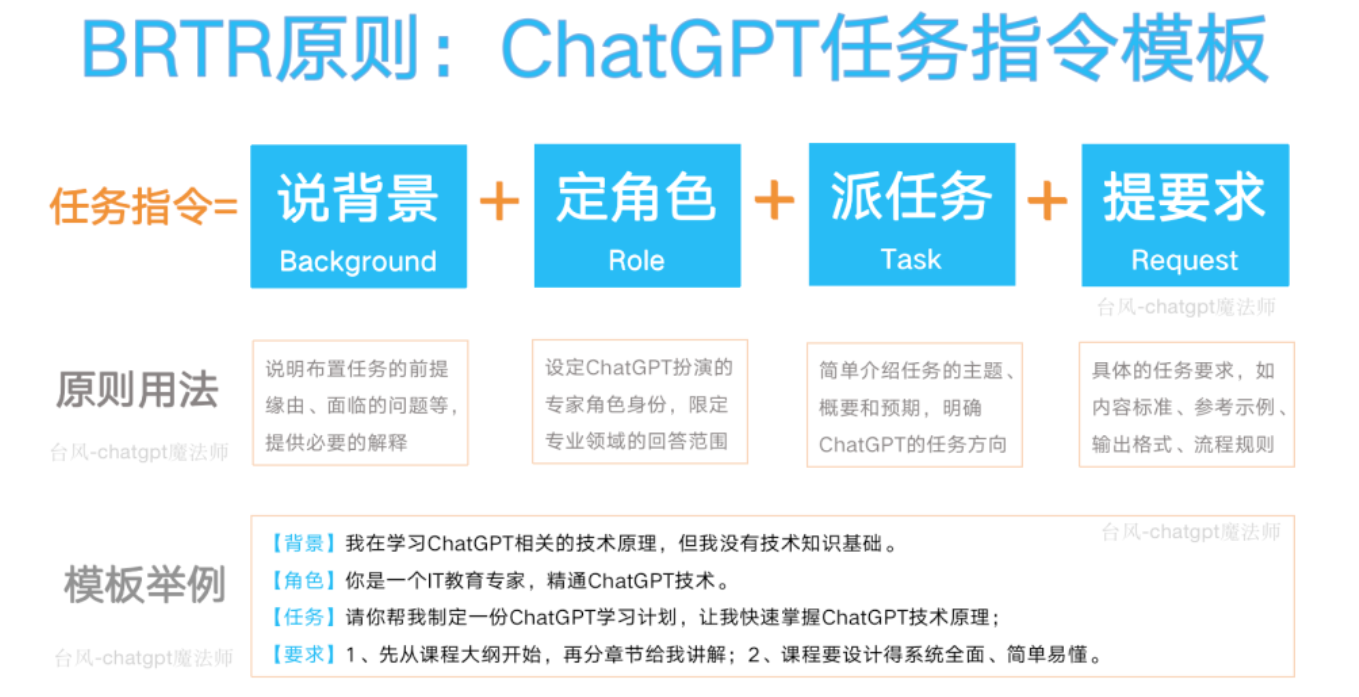 BRTR原则：ChatGPT任务指令模板
任务指令=
说背景
Background
+
定角色
Role
+
派任务
Task
+
提要求
Request
台风-chatgpt魔法师
原则用法
台风-chatgpt魔法师
说明布置任务的前提
缘由、面临的问题等，
提供必要的解释
设定ChatGPT扮演的
专家角色身份，限定
专业领域的回答范围
简单介绍任务的主题、
概要和预期，明确
ChatGPT的任务方向
具体的任务要求，如
内容标准、参考示例、
输出格式、流程规则
模板举例
台风-chatgpt魔法师
台风-chatgpt魔法师
【背景】我在学习ChatGPT相关的技术原理，但我没有技术知识基础。
【角色】你是一个IT教育专家，精通ChatGPT技术。
【任务】请你帮我制定一份ChatGPT学习计划，让我快速掌握ChatGPT技术原理；
【要求】1、先从课程大纲开始，再分章节给我讲解；2、课程要设计得系统全面、简单易懂。